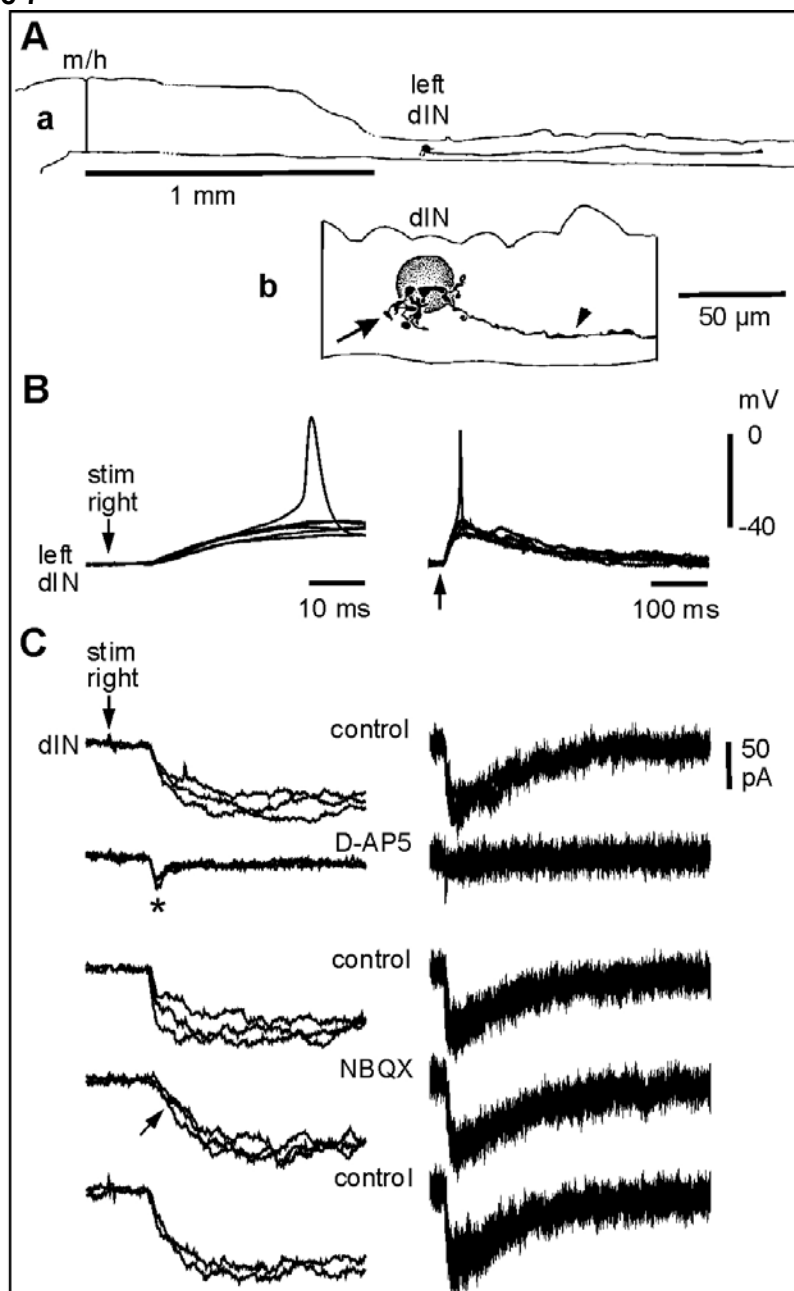 A
m/h
left
dIN
a
1 mm
dIN
b
50 µm
B
mV
0
-40
stim
right
left
dIN
10 ms
100 ms
C
stim
right
dIN
control
50
pA
D-AP5
*
control
NBQX
control